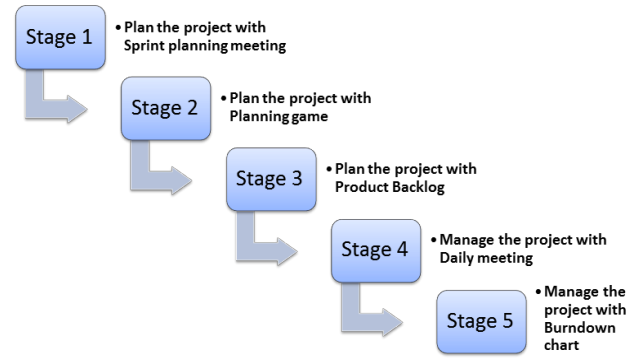 Stage 1
• Plan the project with
Sprint planning meeting
Stage 2
• Plan the project with
Planning game
Stage 3
• Plan the project with
Product Backlog
Stage 4
• Manage the project with
Daily meeting
Stage 5
• Manage the
project with
Burndown
chart